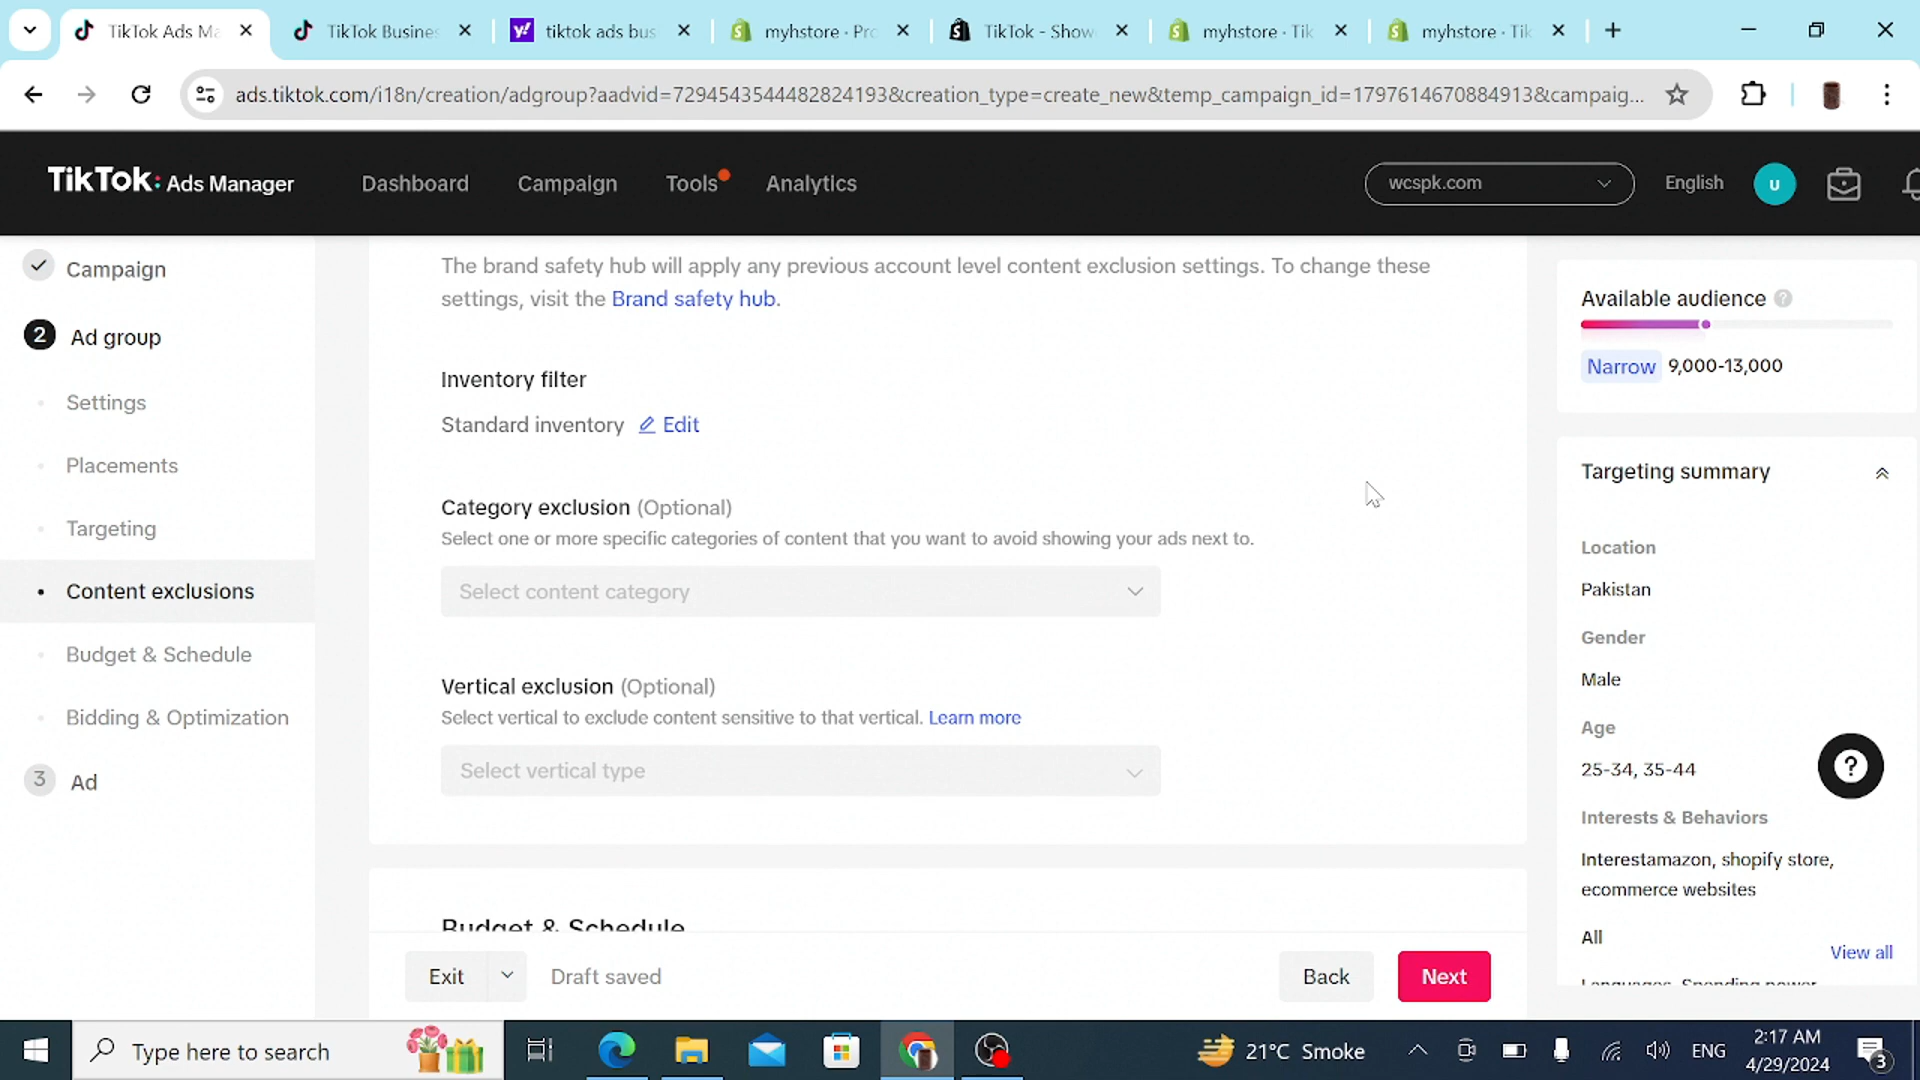 TikTok Ads Ma
TikTok Busines
tiktok ads bus
myhstore · Pro
TikTok - Show
myhstore · Tik
myhstore · Tik
ads.tiktok.com/i18n/creation/adgroup?aadvid=7294543544482824193&creation_type=create_new&temp_campaign_id=1797614670884913&campaig...
TikTok: Ads Manager
Dashboard
Campaign
Tools
Analytics
wcspk.com
English
U
Campaign
2 Ad group
Settings
Placements
Targeting
Content exclusions
Budget & Schedule
Bidding & Optimization
3 Ad
The brand safety hub will apply any previous account level content exclusion settings. To change these
settings, visit the Brand safety hub.
Inventory filter
Standard inventory Edit
Category exclusion (Optional)
Select one or more specific categories of content that you want to avoid showing your ads next to.
Select content category
Vertical exclusion (Optional)
Select vertical to exclude content sensitive to that vertical. Learn more
Select vertical type
Budget & Schedule
Exit
Draft saved
Back
Next
Available audience ?
Narrow 9,000-13,000
Targeting summary
Location
Pakistan
Gender
Male
Age
25-34, 35-44
Interests & Behaviors
Interestamazon, shopify store,
ecommerce websites
All
View all
Languages, Spending power
?
Type here to search
21°C Smoke
ENG
2:17 AM
4/29/2024
3